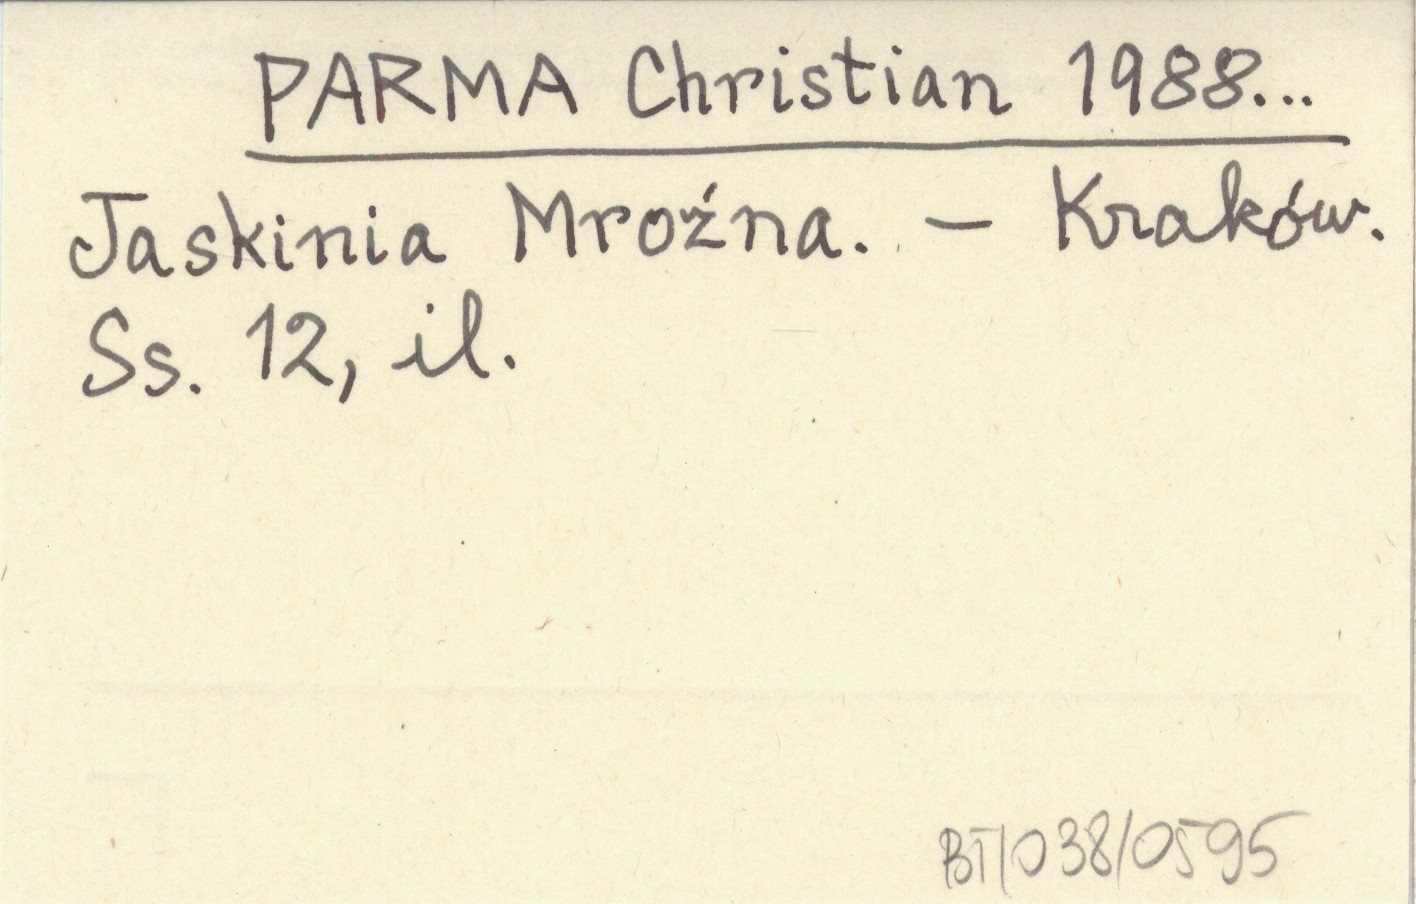 PARMA Christian 1988...
Jaskinia Mroźna. – Kraków.
Ss. 12, il.
BT/038/0595